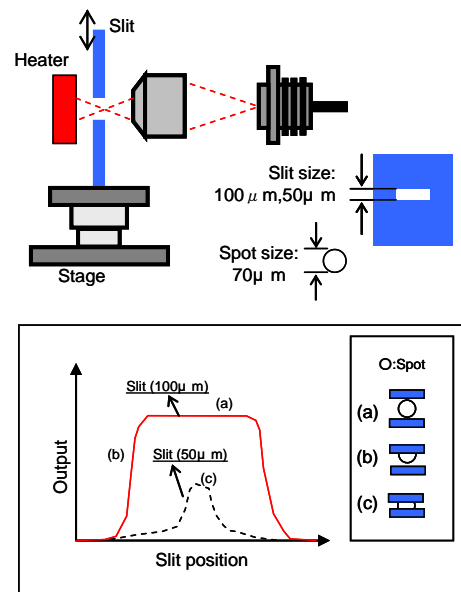 Slit
Heater
Slit size:
100μm,50μm
Spot size:
70μm
Stage
Slit (100μm)
(a)
(b)
Slit (50μm)
(c)
Output
Slit position
O:Spot
(a)
(b)
(c)